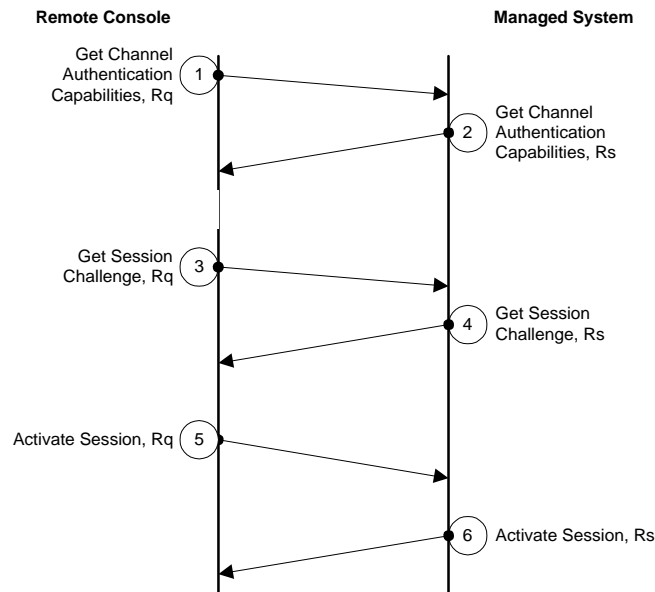 Remote Console
Managed System
Get Channel
Authentication
Capabilities, Rq
1
2
Get Channel
Authentication
Capabilities, Rs
Get Session
Challenge, Rq
3
4
Get Session
Challenge, Rs
Activate Session, Rq
5
6
Activate Session, Rs